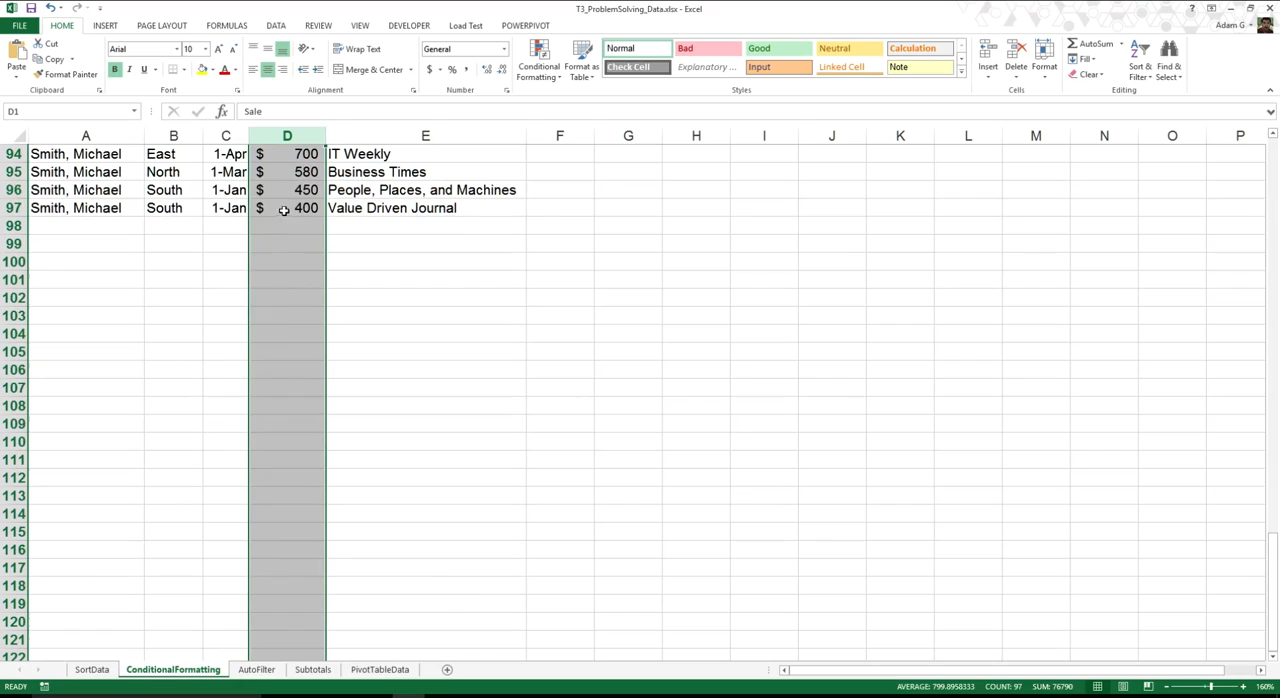 T3_ProblemSolving_Data.xlsx - Excel
FILE HOME INSERT PAGE LAYOUT FORMULAS DATA REVIEW VIEW DEVELOPER Load Test POWERPIVOT Adam G
Paste
Cut
Copy
Format Painter
Clipboard
Arial 10
B I U
Font
Wrap Text
Merge & Center
Alignment
General
$ % ,
Number
Conditional Formatting
Format as Table
Normal Bad Good Neutral Calculation
Check Cell Explanatory ... Input Linked Cell Note
Styles
Insert Delete Format
Cells
AutoSum
Fill
Clear
Sort & Filter
Find & Select
Editing
D1 fx Sale
A B C D E F G H I J K L M N O P
94 Smith, Michael East 1-Apr $ 700 IT Weekly
95 Smith, Michael North 1-Mar $ 580 Business Times
96 Smith, Michael South 1-Jan $ 450 People, Places, and Machines
97 Smith, Michael South 1-Jan $ 400 Value Driven Journal
98
99
100
101
102
103
104
105
106
107
108
109
110
111
112
113
114
115
116
117
118
119
120
121
122
SortData ConditionalFormatting AutoFilter Subtotals PivotTableData
READY AVERAGE: 799.8958333 COUNT: 97 SUM: 76790 160%